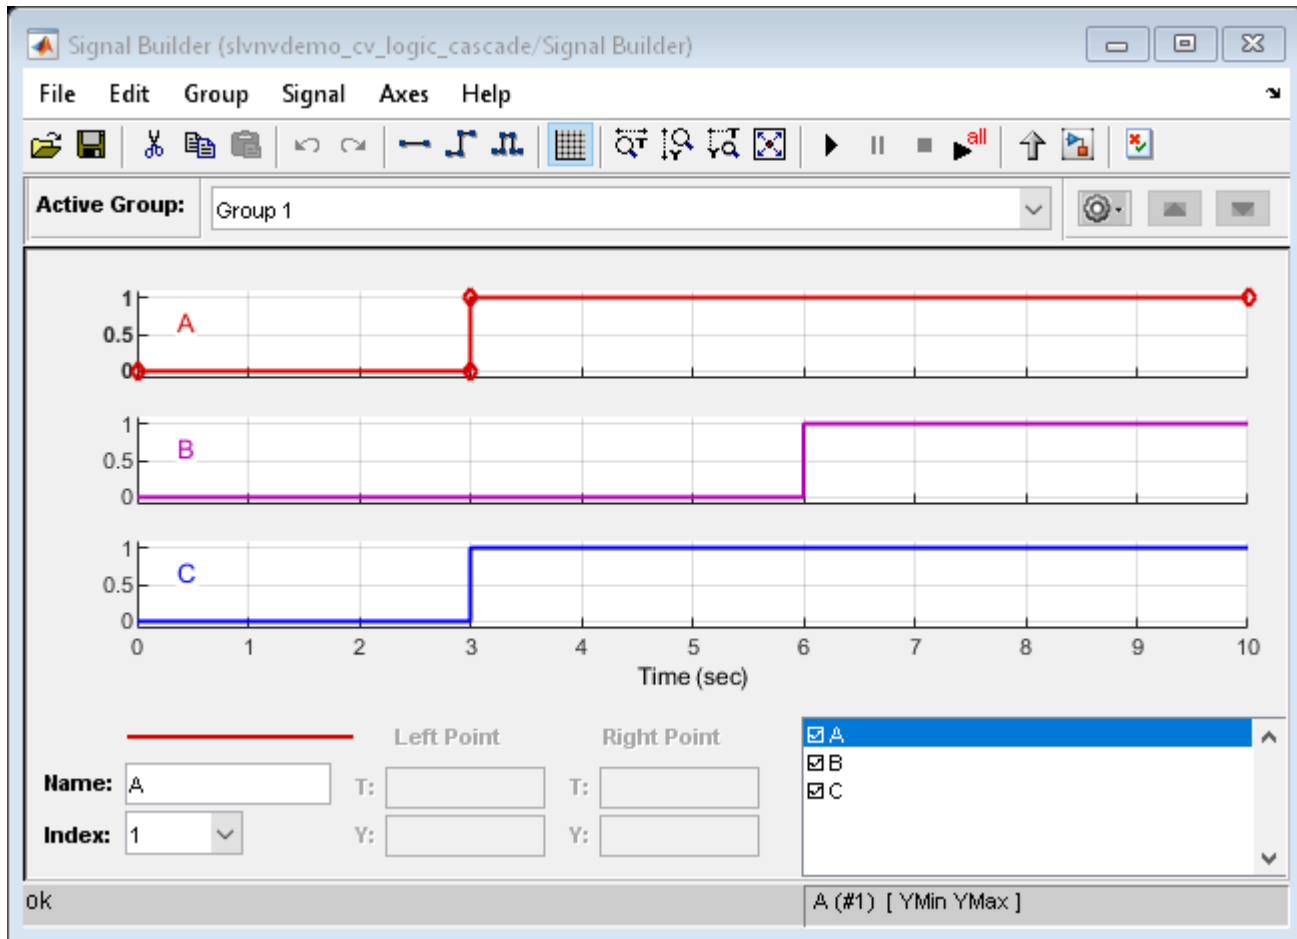 Signal Builder (slvnvdemo_cv_logic_cascade/Signal Builder)
File Edit Group Signal Axes Help
all
Active Group: Group 1
1
0.5
0
A
1
0.5
0
B
1
0.5
0
C
0 1 2 3 4 5 6 7 8 9 10
Time (sec)
Left Point Right Point
Name: A T: T:
Index: 1 Y: Y:
A
B
C
ok A (#1) [ YMin YMax ]